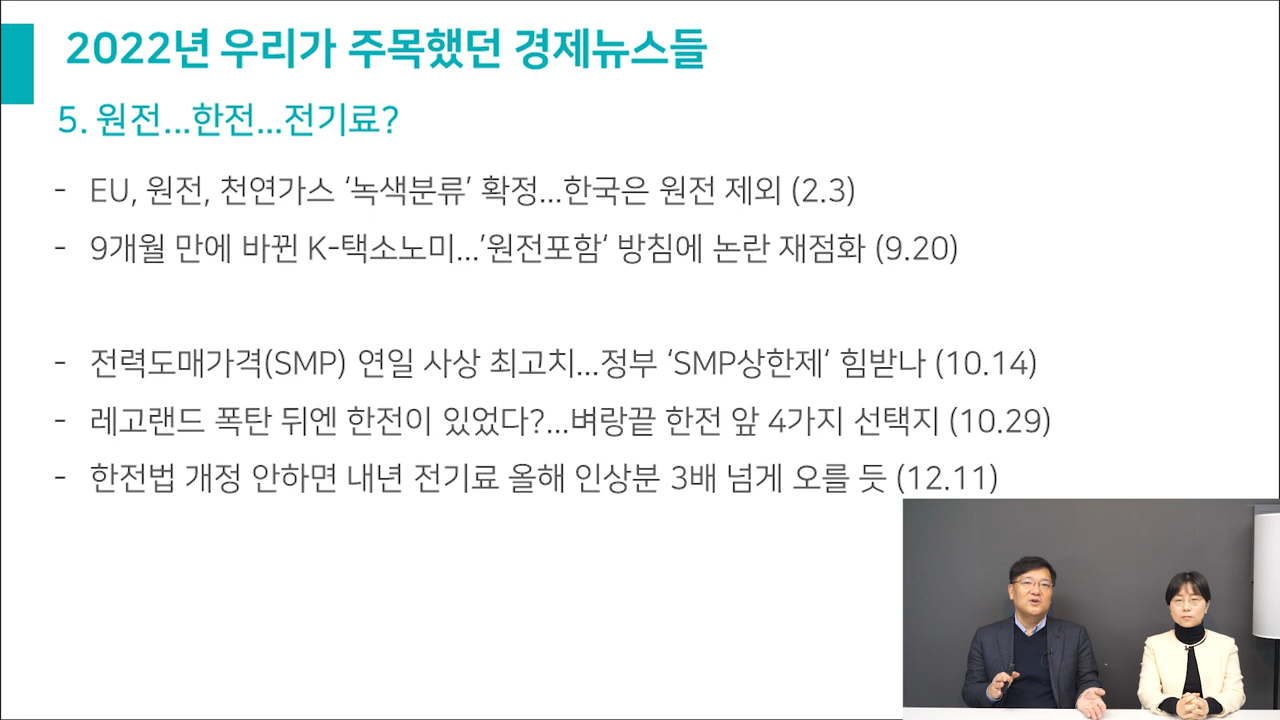 2022년 우리가 주목했던 경제뉴스들
5. 원전...한전...전기료?
- EU, 원전, 천연가스 ‘녹색분류’ 확정...한국은 원전 제외 (2.3)
- 9개월 만에 바뀐 K-택소노미...’원전포함‘ 방침에 논란 재점화 (9.20)
- 전력도매가격(SMP) 연일 사상 최고치...정부 ‘SMP상한제‘ 힘받나 (10.14)
- 레고랜드 폭탄 뒤엔 한전이 있었다?...벼랑끝 한전 앞 4가지 선택지 (10.29)
- 한전법 개정 안하면 내년 전기료 올해 인상분 3배 넘게 오를 듯 (12.11)